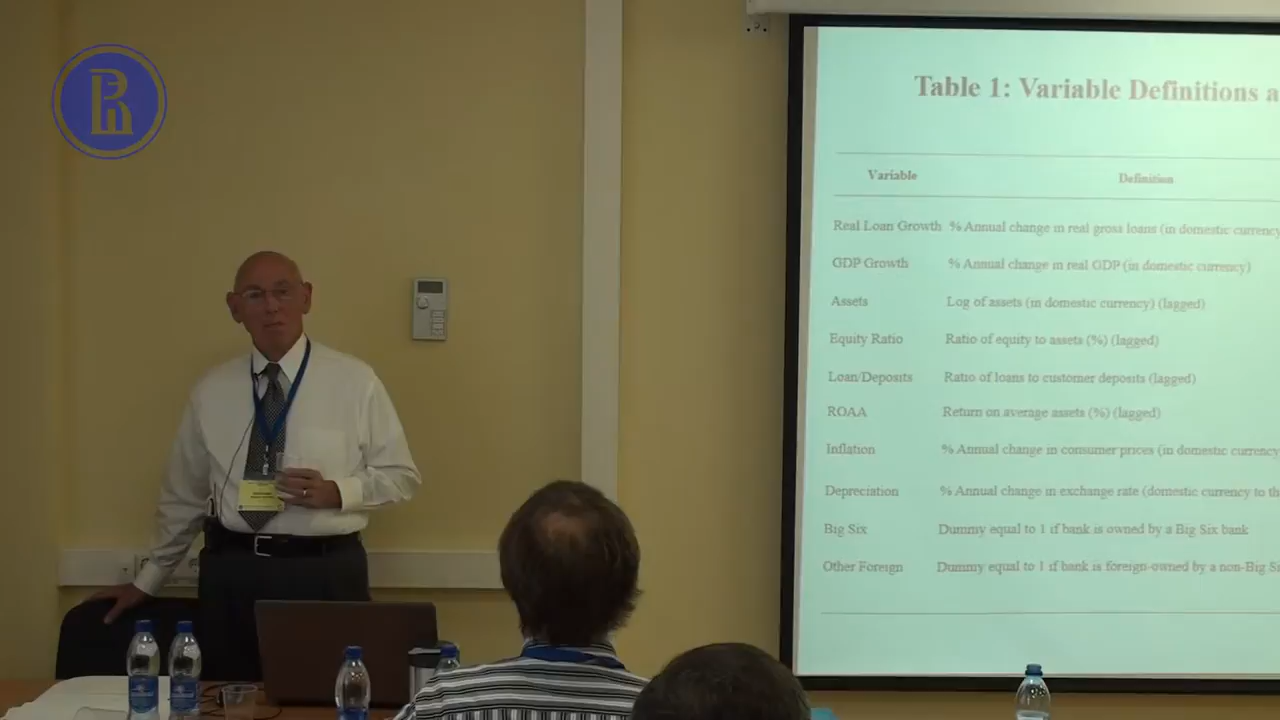 Table 1: Variable Definitions a
Variable Definition
Real Loan Growth % Annual change in real gross loans (in domestic currency
GDP Growth % Annual change in real GDP (in domestic currency)
Assets Log of assets (in domestic currency) (lagged)
Equity Ratio Ratio of equity to assets (%) (lagged)
Loan/Deposits Ratio of loans to customer deposits (lagged)
ROAA Return on average assets (%) (lagged)
Inflation % Annual change in consumer prices (in domestic currency
Depreciation % Annual change in exchange rate (domestic currency to th
Big Six Dummy equal to 1 if bank is owned by a Big Six bank
Other Foreign Dummy equal to 1 if bank is foreign-owned by a non-Big Si